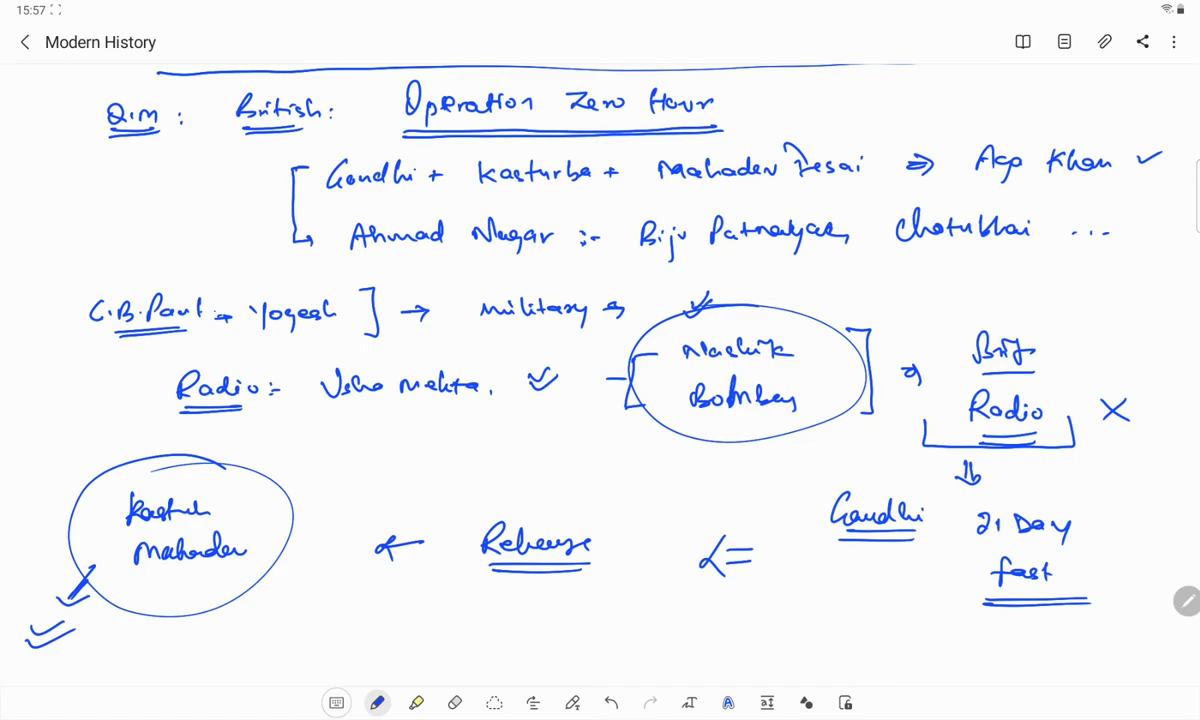 15:57
Modern History
Q.I.M : British : Operation Zero Hour
Gandhi + Kasturba + Mahadev Desai ⇒ Aga Khan ✓
Ahmad Nagar :- Biju Patnayak, Chotubhai ...
C.B. Pant → Yogesh ] → Military →
Radio :- Usha Mehta. ✓
Nashik
Bombay
Brit
Radio ×
Gandhi 21 Day
fast
Release
Kastur
Mahadev